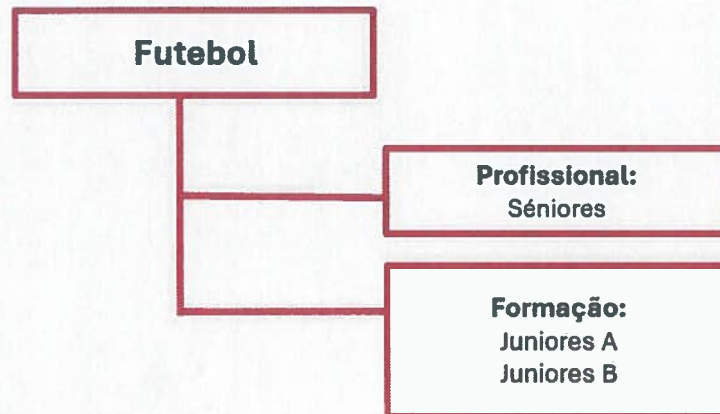 Futebol
Profissional:
Séniores
Formação:
Juniores A
Juniores B